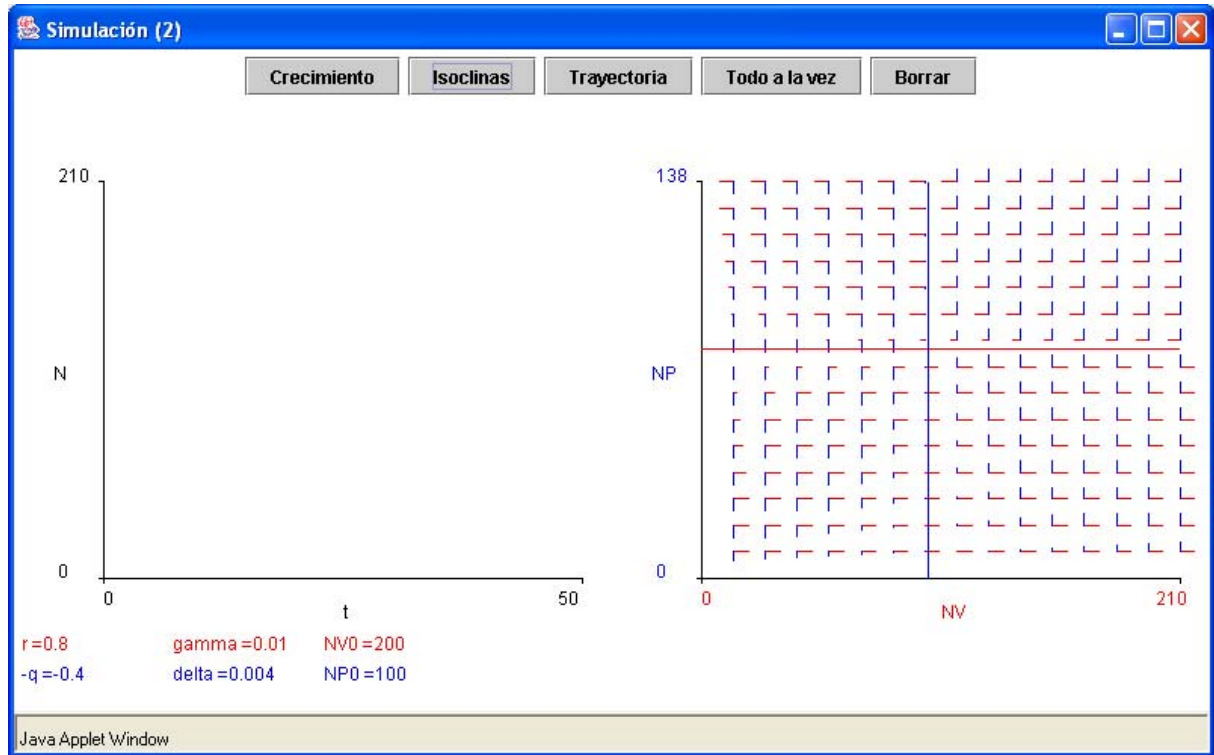 Simulación (2)
Crecimiento Isoclinas Trayectoria Todo a la vez Borrar
210
N
0
0 t 50
138
NP
0
0 NV 210
r=0.8 gamma=0.01 NV0=200
-q=-0.4 delta=0.004 NP0=100
Java Applet Window